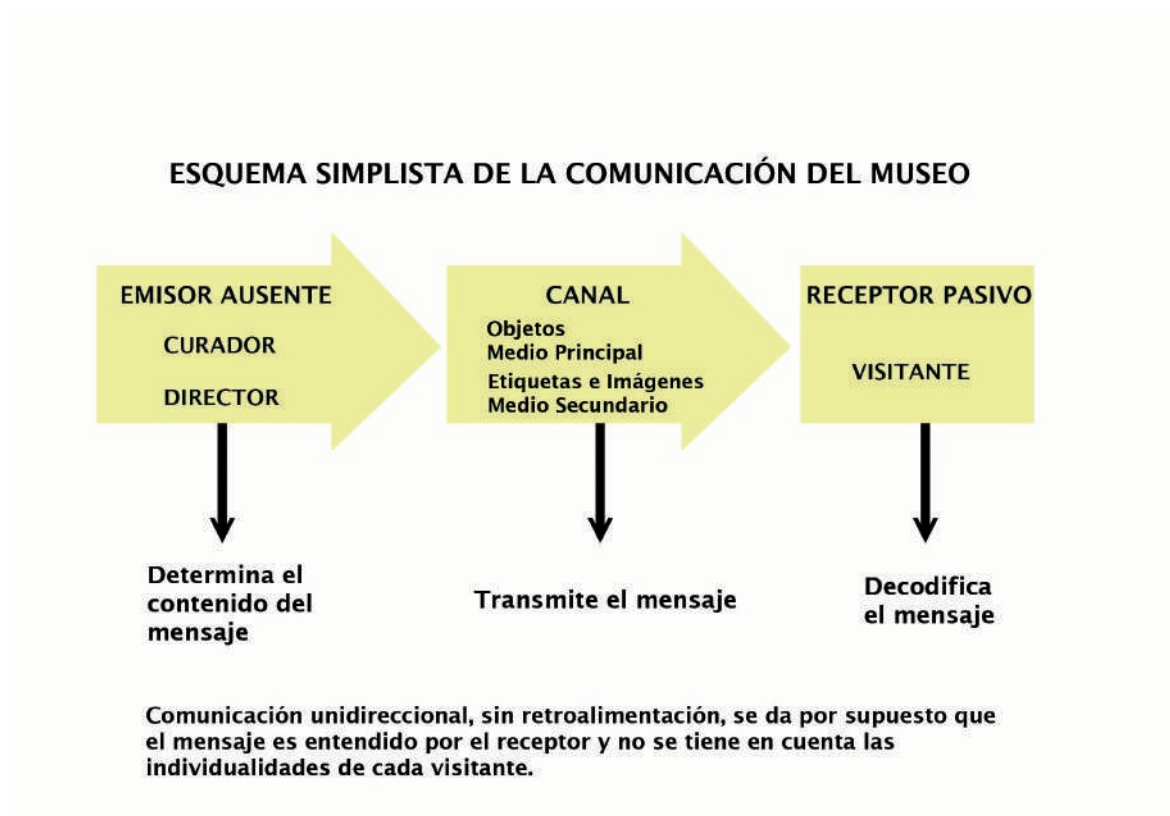 ESQUEMA SIMPLISTA DE LA COMUNICACIÓN DEL MUSEO
EMISOR AUSENTE
CURADOR
DIRECTOR
CANAL
Objetos
Medio Principal
Etiquetas e Imágenes
Medio Secundario
RECEPTOR PASIVO
VISITANTE
Determina el
contenido del
mensaje
Transmite el mensaje
Decodifica
el mensaje
Comunicación unidireccional, sin retroalimentación, se da por supuesto que
el mensaje es entendido por el receptor y no se tiene en cuenta las
individualidades de cada visitante.